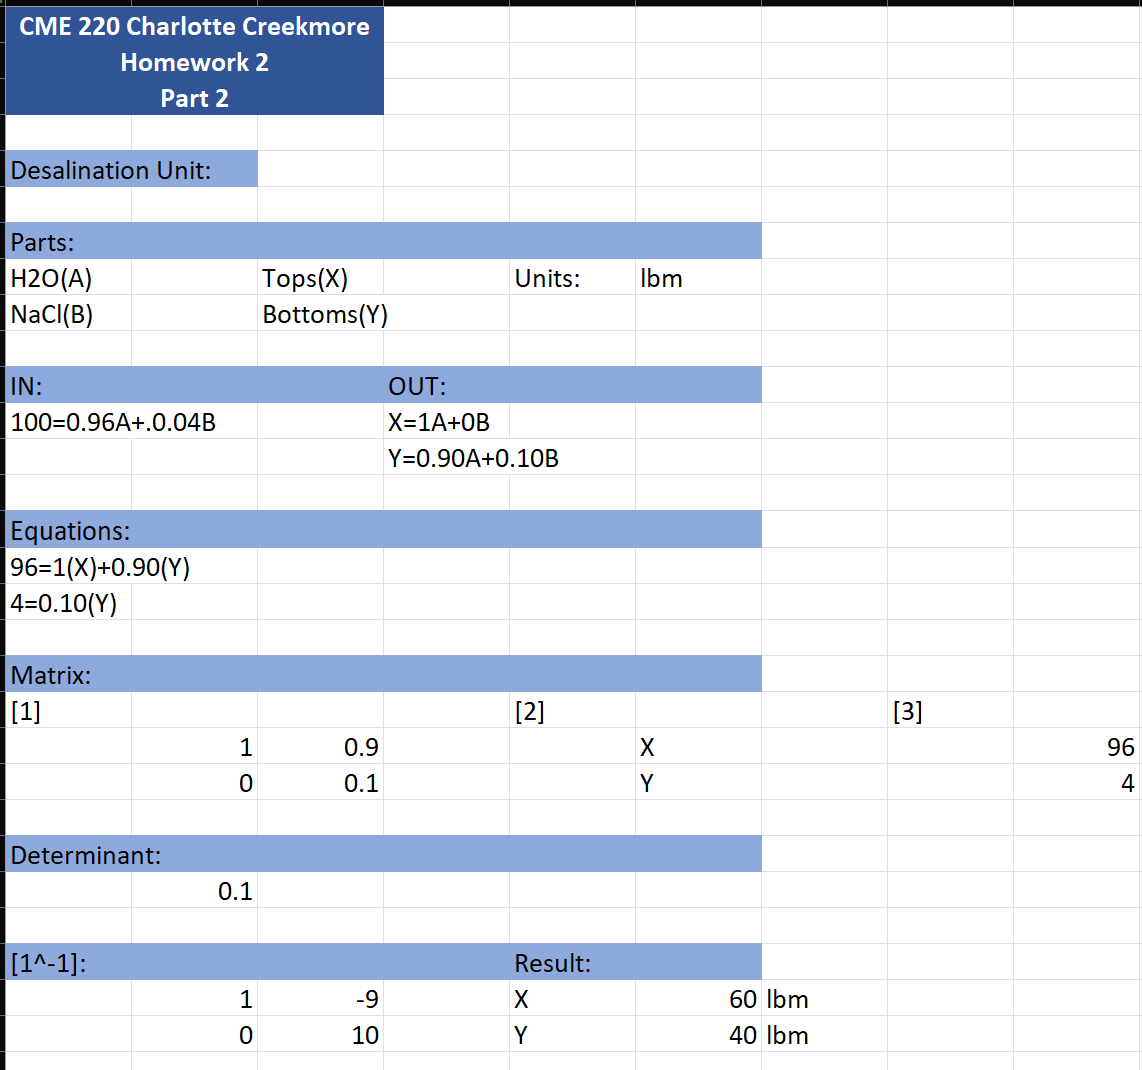 CME 220 Charlotte Creekmore
Homework 2
Part 2
Desalination Unit:
Parts:
H2O(A) Tops(X) Units: lbm
NaCl(B) Bottoms(Y)
IN: OUT:
100=0.96A+.0.04B X=1A+0B
Y=0.90A+0.10B
Equations:
96=1(X)+0.90(Y)
4=0.10(Y)
Matrix:
[1] [2] [3]
1 0.9 X 96
0 0.1 Y 4
Determinant:
0.1
[1^-1]: Result:
1 -9 X 60 lbm
0 10 Y 40 lbm